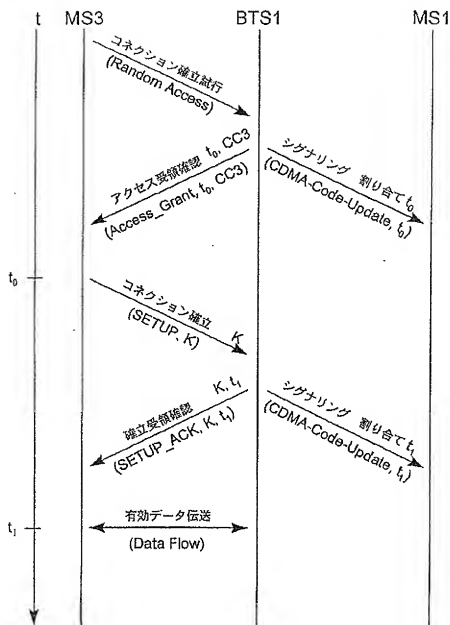 t MS3 BTS1 MS1
コネクション確立試行
(Random Access)
アクセス受領確認 t₀, CC3
(Access_Grant, t₀, CC3)
シグナリング 割り合て t₀
(CDMA-Code-Update, t₀)
t₀
コネクション確立 K
(SETUP, K)
K, t₁
確立受領確認
(SETUP_ACK, K, t₁)
シグナリング 割り合て t₁
(CDMA-Code-Update, t₁)
t₁
有効データ伝送
(Data Flow)